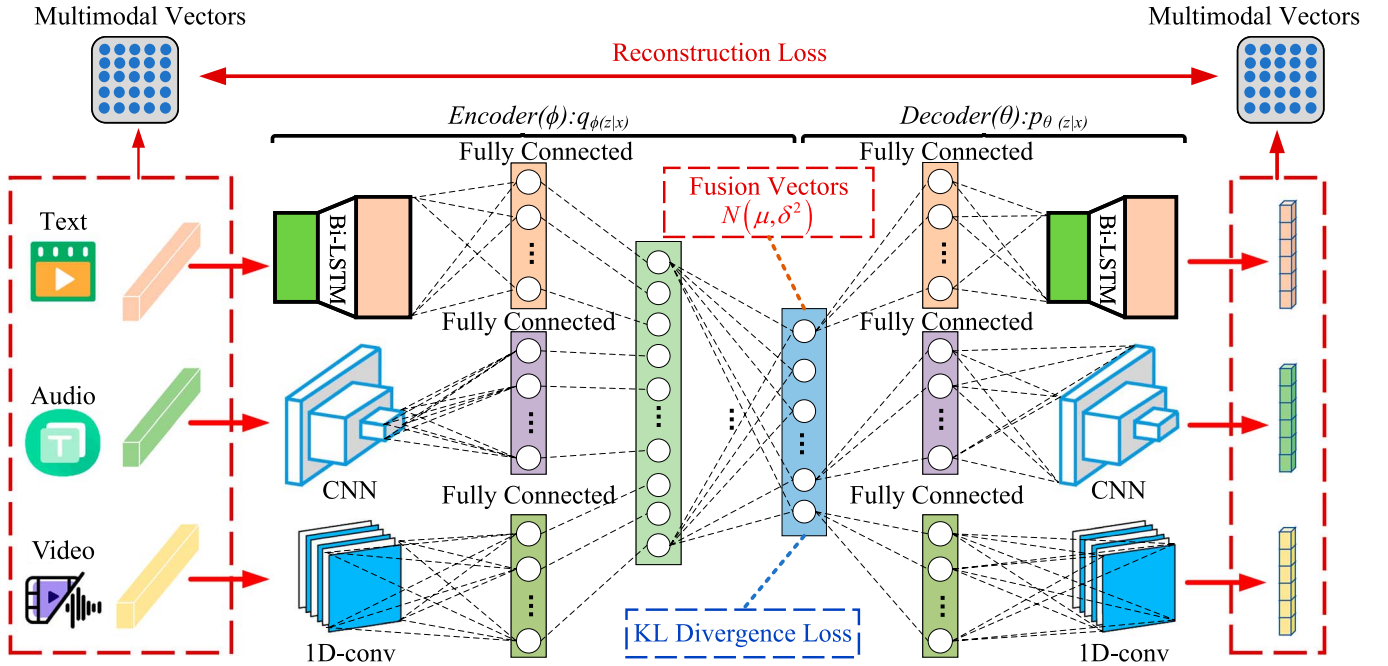 Multimodal Vectors
Multimodal Vectors
Reconstruction Loss
Encoder(ϕ):q_ϕ(z|x)
Decoder(θ):p_θ (z|x)
Fully Connected
Fully Connected
Fusion Vectors
N(μ,δ²)
Text
Bi-LSTM
Bi-LSTM
Fully Connected
Fully Connected
Audio
T
CNN
CNN
Fully Connected
Fully Connected
Video
KL Divergence Loss
1D-conv
1D-conv